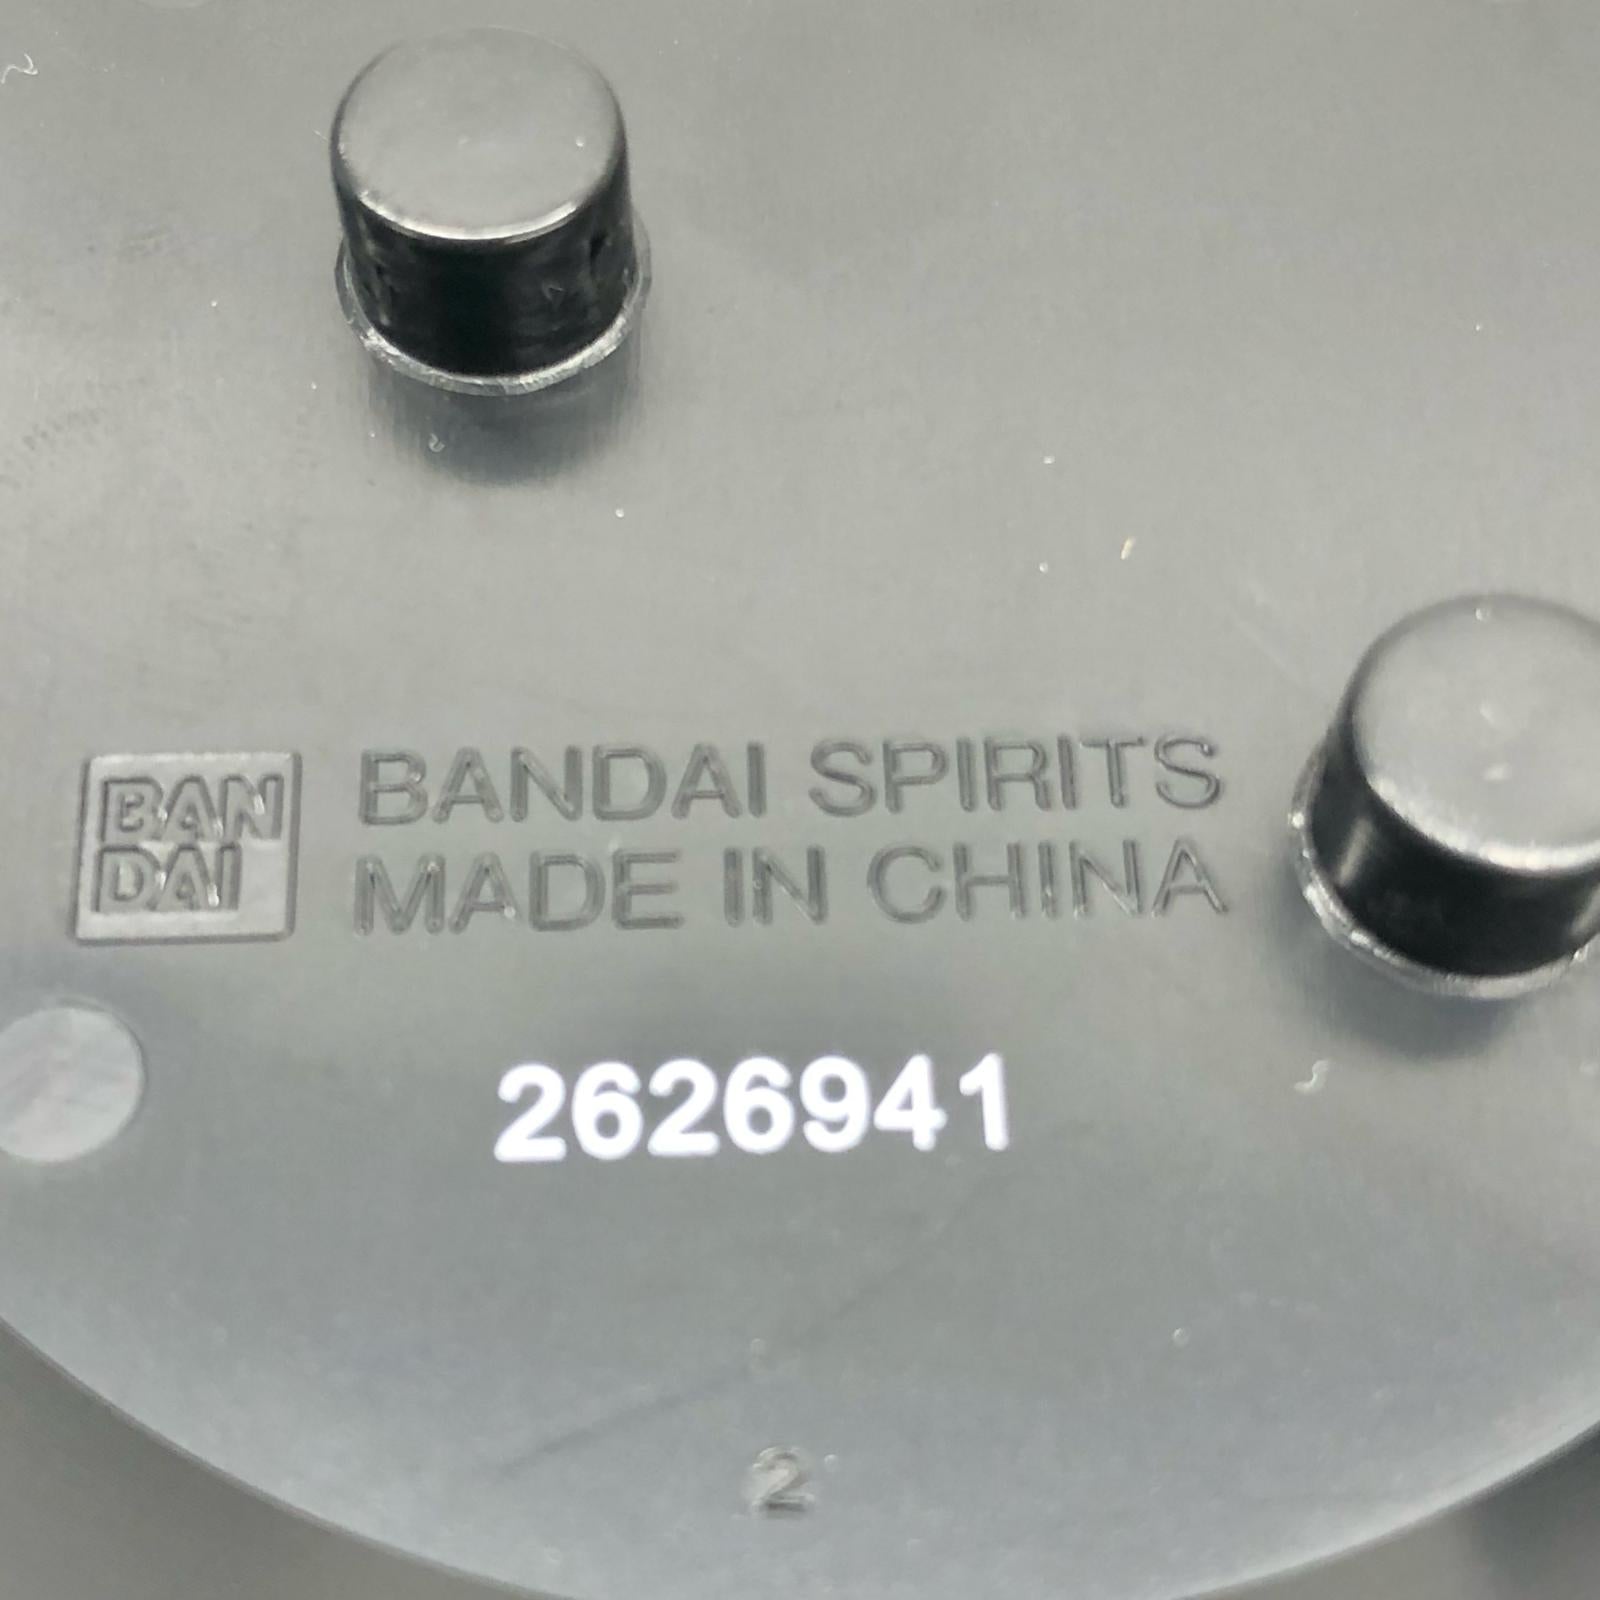 BAN
DAI
BANDAI SPIRITS
MADE IN CHINA
2626941
2